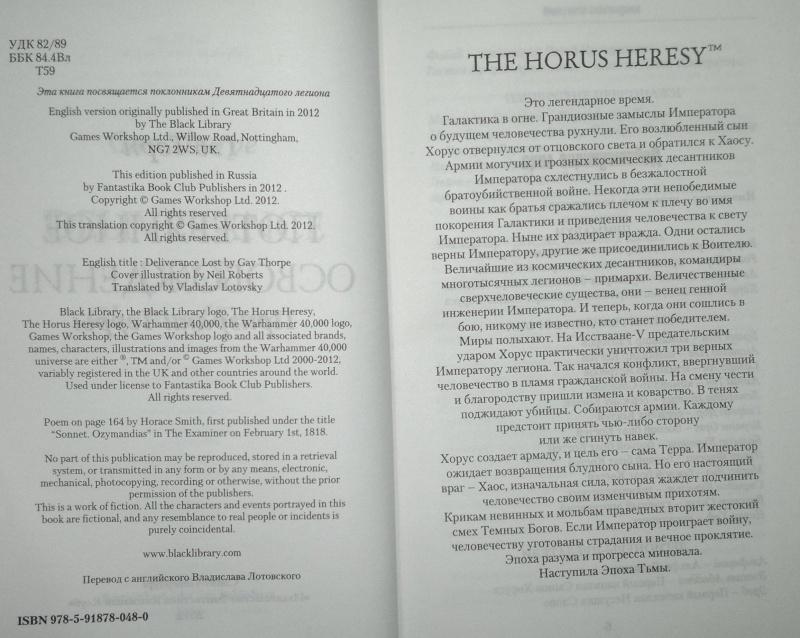 УДК 82/89
ББК 84.4Вл
Т59
Эта книга посвящается поклонникам Девятнадцатого легиона
English version originally published in Great Britain in 2012
by The Black Library
Games Workshop Ltd., Willow Road, Nottingham,
NG7 2WS, UK.
This edition published in Russia
by Fantastika Book Club Publishers in 2012 .
Copyright © Games Workshop Ltd. 2012.
All rights reserved
This translation copyright © Games Workshop Ltd. 2012.
All rights reserved.
English title : Deliverance Lost by Gay Thorpe
Cover illustration by Neil Roberts
Translated by Vladislav Lotovsky
Black Library, the Black Library logo, The Horus Heresy,
The Horus Heresy logo, Warhammer 40,000, the Warhammer 40,000 logo,
Games Workshop, the Games Workshop logo and all associated brands,
names, characters, illustrations and images from the Warhammer 40,000
universe are either ®, TM and/or © Games Workshop Ltd 2000-2012,
variably registered in the UK and other countries around the world.
Used under license to Fantastika Book Club Publishers.
All rights reserved.
Poem on page 164 by Horace Smith, first published under the title
“Sonnet. Ozymandias” in The Examiner on February 1st, 1818.
No part of this publication may be reproduced, stored in a retrieval
system, or transmitted in any form or by any means, electronic,
mechanical, photocopying, recording or otherwise, without the prior
permission of the publishers.
This is a work of fiction. All the characters and events portrayed in this
book are fictional, and any resemblance to real people or incidents is
purely coincidental.
www.blacklibrary.com
Перевод с английского Владислава Лотовского
ISBN 978-5-91878-048-0
THE HORUS HERESY™
Это легендарное время.
Галактика в огне. Грандиозные замыслы Императора
о будущем человечества рухнули. Его возлюбленный сын
Хорус отвернулся от отцовского света и обратился к Хаосу.
Армии могучих и грозных космических десантников
Императора схлестнулись в безжалостной
братоубийственной войне. Некогда эти непобедимые
воины как братья сражались плечом к плечу во имя
покорения Галактики и приведения человечества к свету
Императора. Ныне их раздирает вражда. Одни остались
верны Императору, другие же присоединились к Воителю.
Величайшие из космических десантников, командиры
многотысячных легионов – примархи. Величественные
сверхчеловеческие существа, они – венец генной
инженерии Императора. И теперь, когда они сошлись в
бою, никому не известно, кто станет победителем.
Миры полыхают. На Исстваане-V предательским
ударом Хорус практически уничтожил три верных
Императору легиона. Так начался конфликт, ввергнувший
человечество в пламя гражданской войны. На смену чести
и благородству пришли измена и коварство. В тенях
поджидают убийцы. Собираются армии. Каждому
предстоит принять чью-либо сторону
или же сгинуть навек.
Хорус создает армаду, и цель его – сама Терра. Император
ожидает возвращения блудного сына. Но его настоящий
враг – Хаос, изначальная сила, которая жаждет подчинить
человечество своим изменчивым прихотям.
Крикам невинных и мольбам праведных вторит жестокий
смех Темных Богов. Если Император проиграет войну,
человечеству уготованы страдания и вечное проклятие.
Эпоха разума и прогресса миновала.
Наступила Эпоха Тьмы.